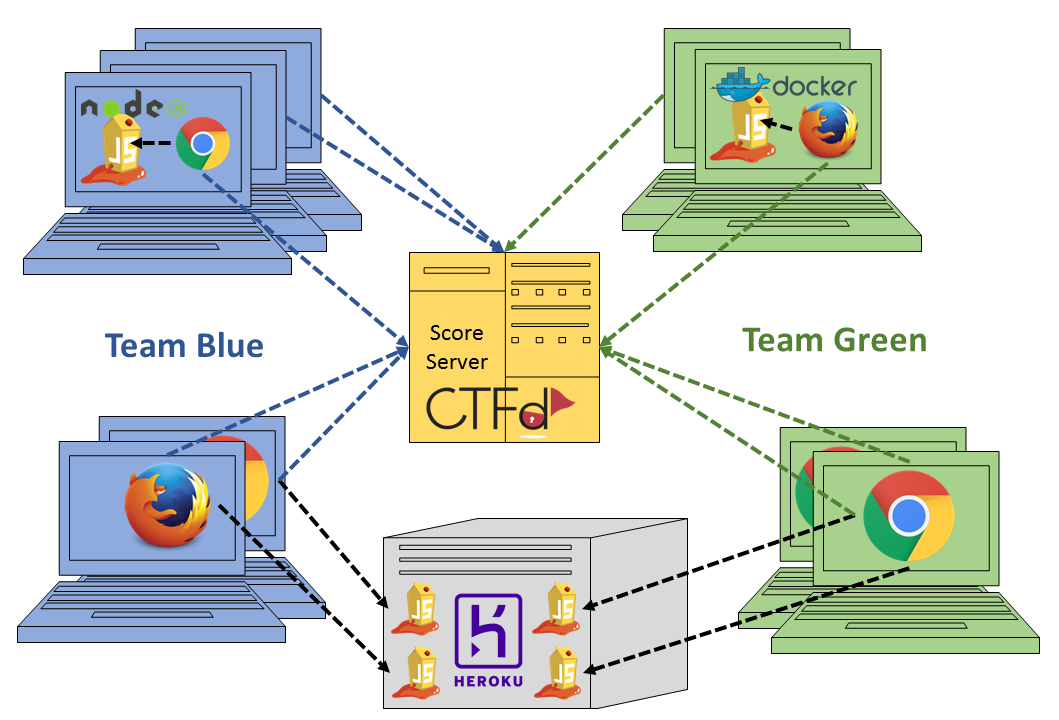 node
JS
docker
JS
Score
Server
CTFd
Team Blue
Team Green
JS
JS
JS
JS
HEROKU